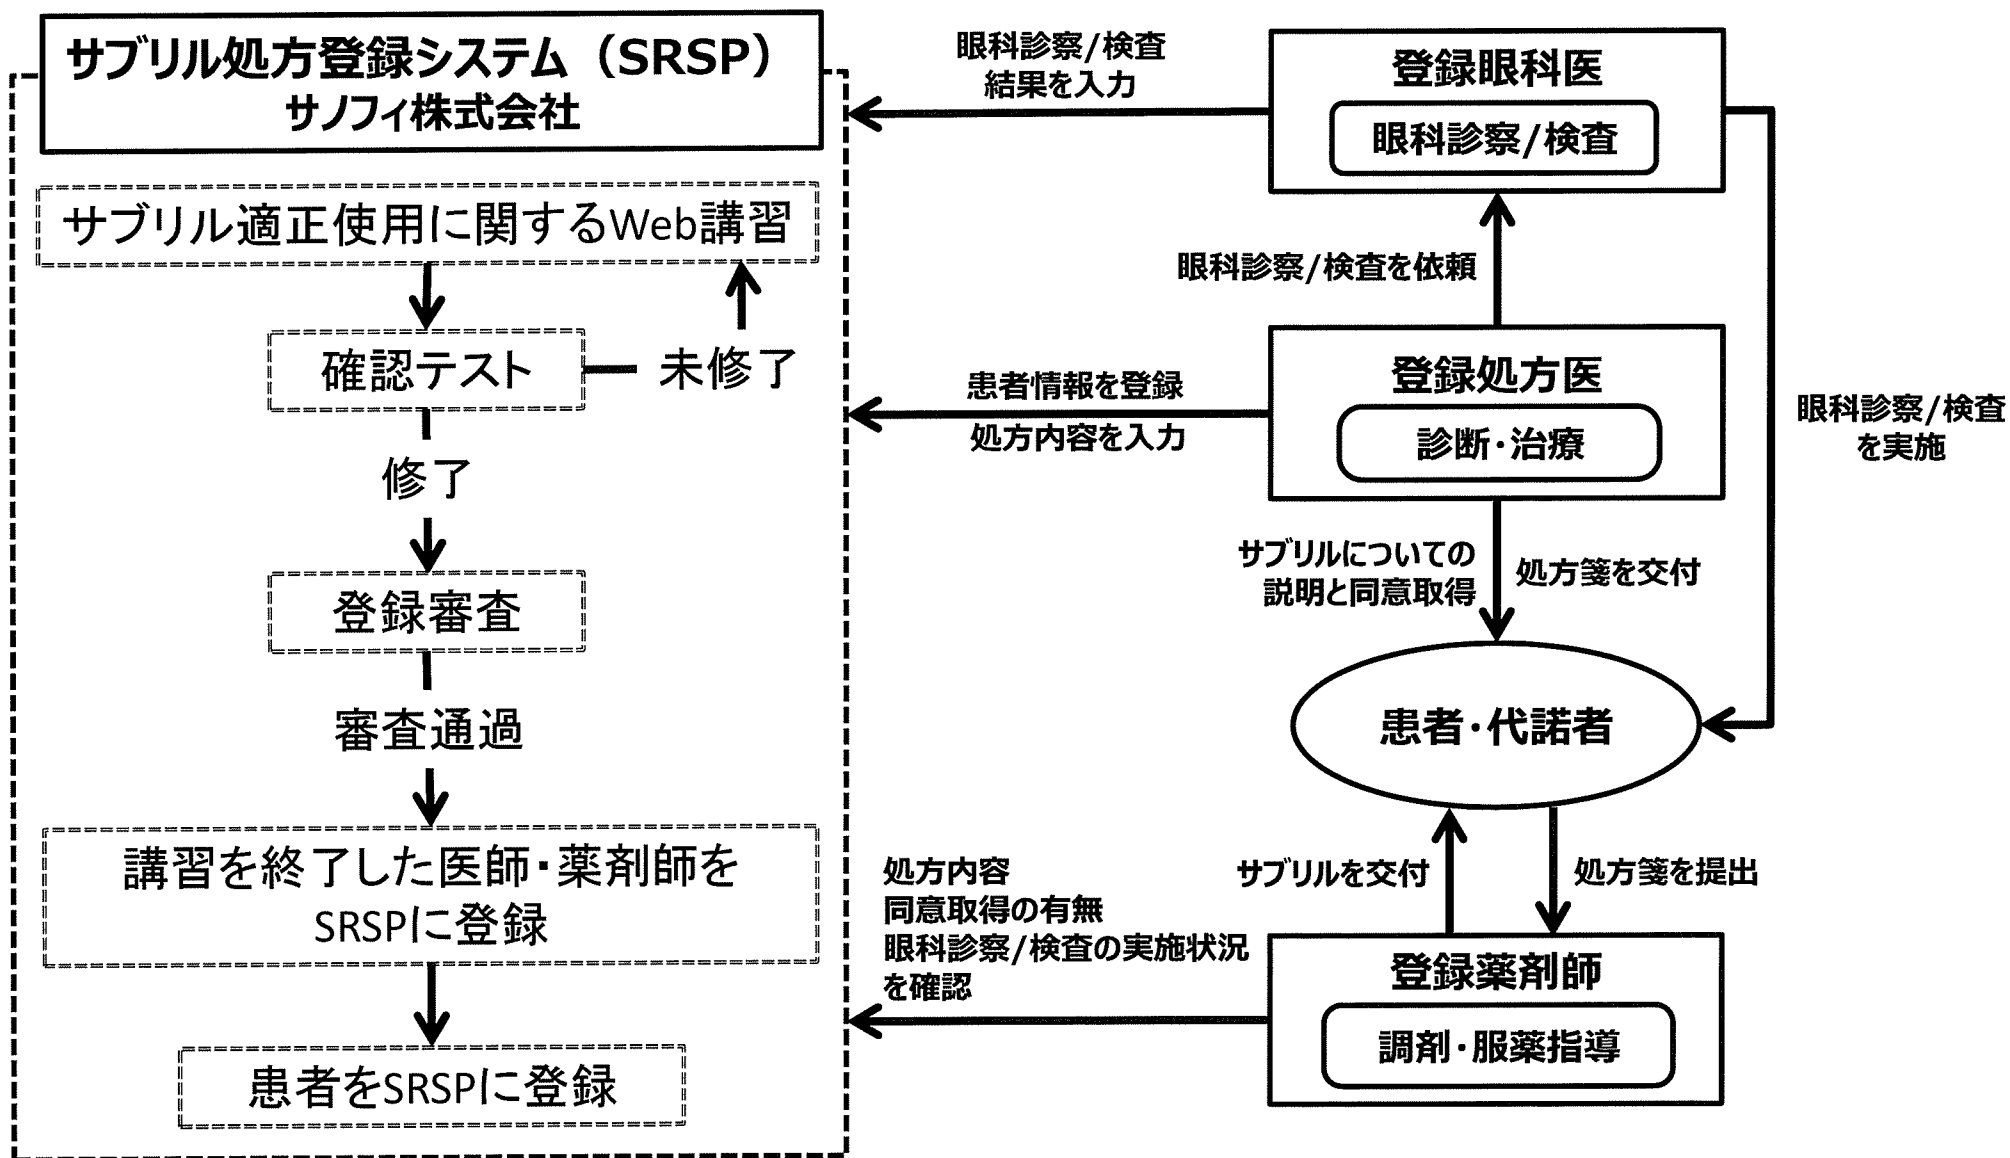 サブリル処方登録システム（SRSP）
サノフィ株式会社
サブリル適正使用に関するWeb講習
確認テスト
未修了
修了
登録審査
審査通過
講習を終了した医師・薬剤師を
SRSPに登録
患者をSRSPに登録
眼科診察/検査
結果を入力
登録眼科医
眼科診察/検査
眼科診察/検査を依頼
患者情報を登録
処方内容を入力
登録処方医
診断・治療
眼科診察/検査
を実施
サブリルについての
説明と同意取得
処方箋を交付
患者・代諾者
サブリルを交付
処方箋を提出
処方内容
同意取得の有無
眼科診察/検査の実施状況
を確認
登録薬剤師
調剤・服薬指導